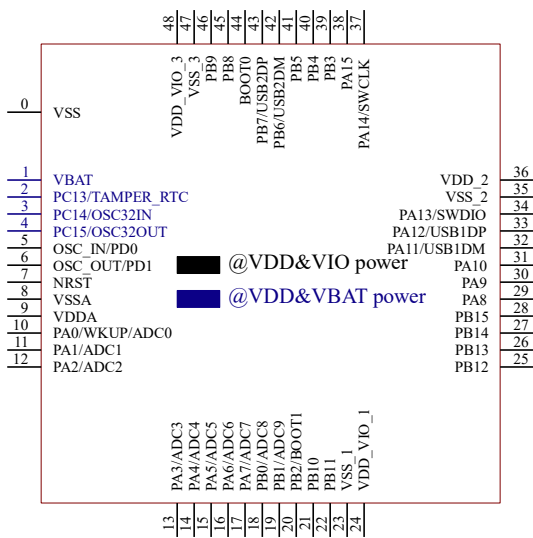 48
47
46
45
44
43
42
41
40
39
38
37
VDD_VIO_3
VSS_3
PB9
PB8
BOOT0
PB7/USB2DP
PB6/USB2DM
PB5
PB4
PB3
PA15
PA14/SWCLK
0 VSS
1 VBAT
2 PC13/TAMPER_RTC
3 PC14/OSC32IN
4 PC15/OSC32OUT
5 OSC_IN/PD0
6 OSC_OUT/PD1
7 NRST
8 VSSA
9 VDDA
10 PA0/WKUP/ADC0
11 PA1/ADC1
12 PA2/ADC2
@VDD&VIO power
@VDD&VBAT power
VDD_2 36
VSS_2 35
PA13/SWDIO 34
PA12/USB1DP 33
PA11/USB1DM 32
PA10 31
PA9 30
PA8 29
PB15 28
PB14 27
PB13 26
PB12 25
PA3/ADC3
PA4/ADC4
PA5/ADC5
PA6/ADC6
PA7/ADC7
PB0/ADC8
PB1/ADC9
PB2/BOOT1
PB10
PB11
VSS_1
VDD_VIO_1
13
14
15
16
17
18
19
20
21
22
23
24